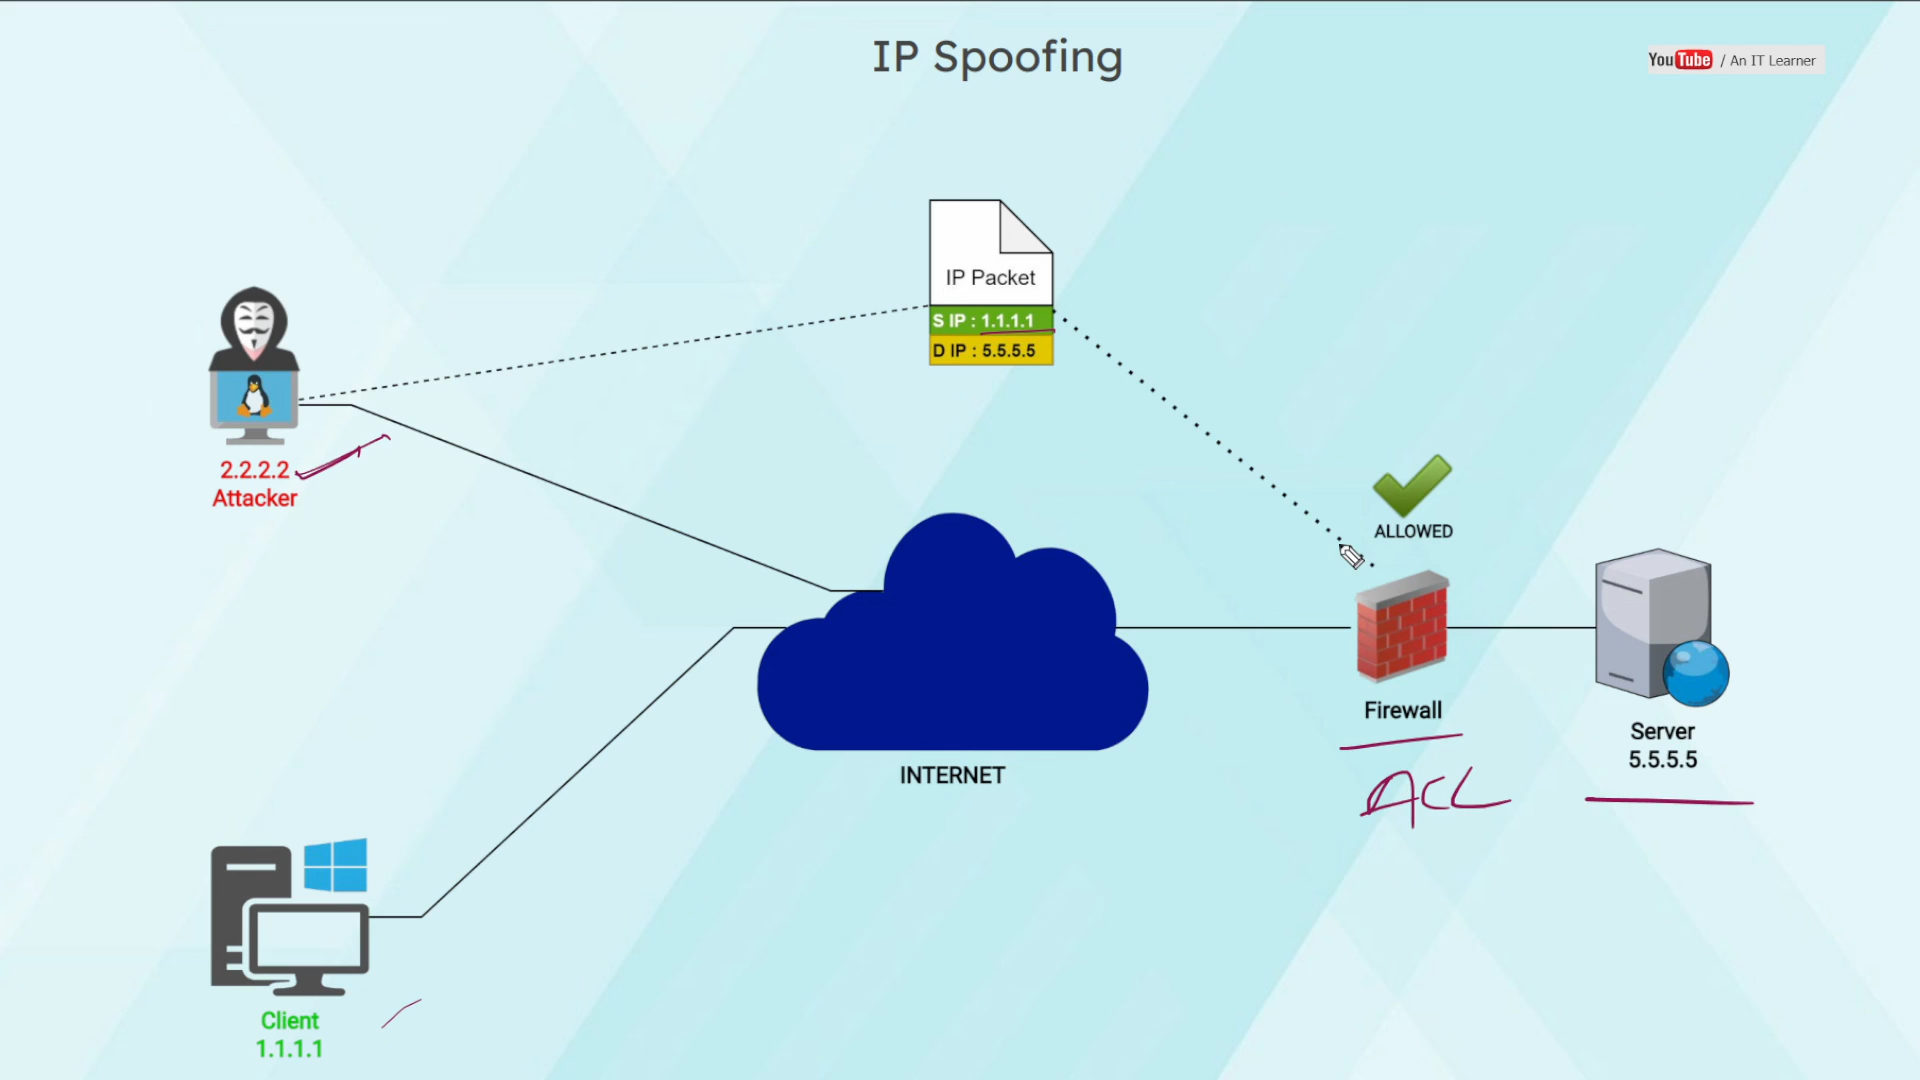 IP Spoofing
YouTube / An IT Learner
IP Packet
S IP : 1.1.1.1
D IP : 5.5.5.5
2.2.2.2
Attacker
ALLOWED
Firewall
ACL
Server
5.5.5.5
INTERNET
Client
1.1.1.1